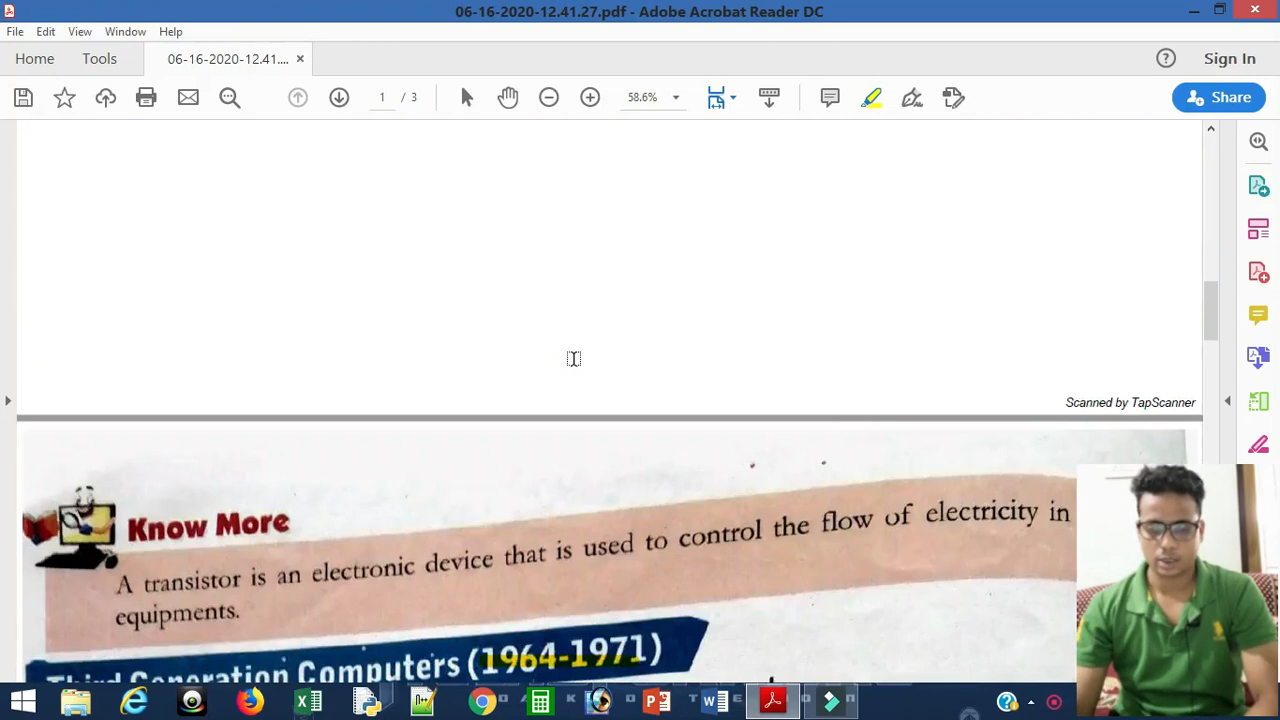 06-16-2020-12.41.27.pdf - Adobe Acrobat Reader DC
File Edit View Window Help
Home Tools 06-16-2020-12.41.... × Sign In
1 / 3 58.6% Share
Scanned by TapScanner
Know More
A transistor is an electronic device that is used to control the flow of electricity in
equipments.
Third Generation Computers (1964-1971)